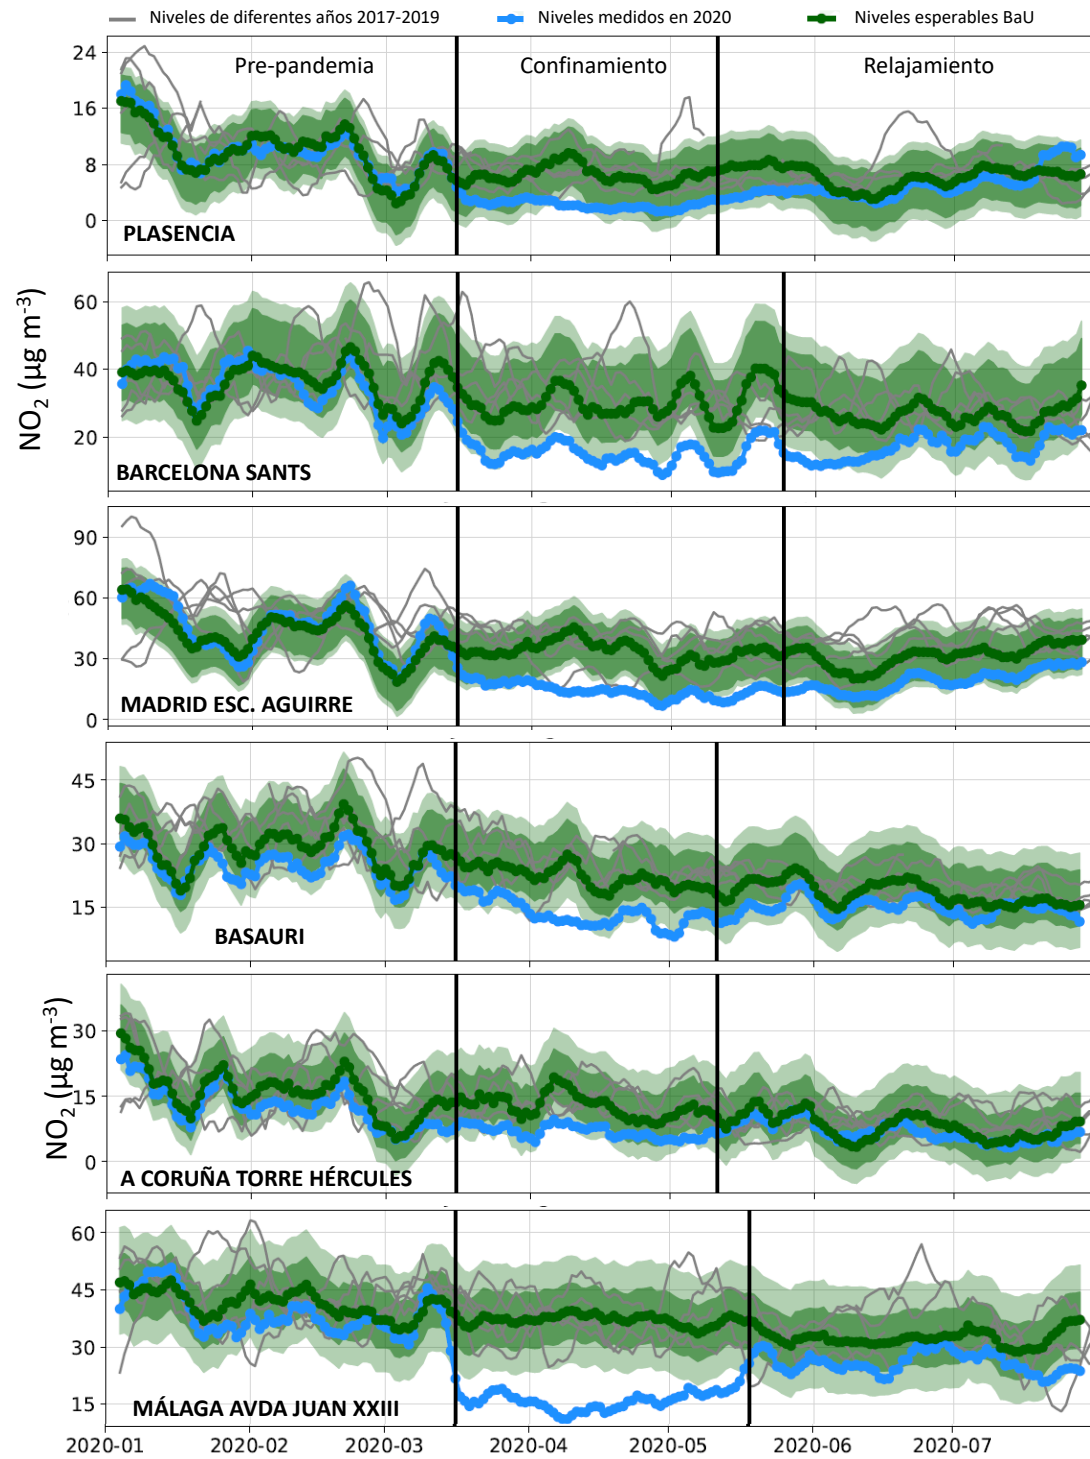 Niveles de diferentes años 2017-2019 Niveles medidos en 2020 Niveles esperables BaU
Pre-pandemia Confinamiento Relajamiento
24
16
8
0
PLASENCIA
60
40
20
BARCELONA SANTS
NO2 (µg m-3)
90
60
30
0
MADRID ESC. AGUIRRE
45
30
15
BASAURI
30
15
0
A CORUÑA TORRE HÉRCULES
NO2 (µg m-3)
60
45
30
15
MÁLAGA AVDA JUAN XXIII
2020-01 2020-02 2020-03 2020-04 2020-05 2020-06 2020-07